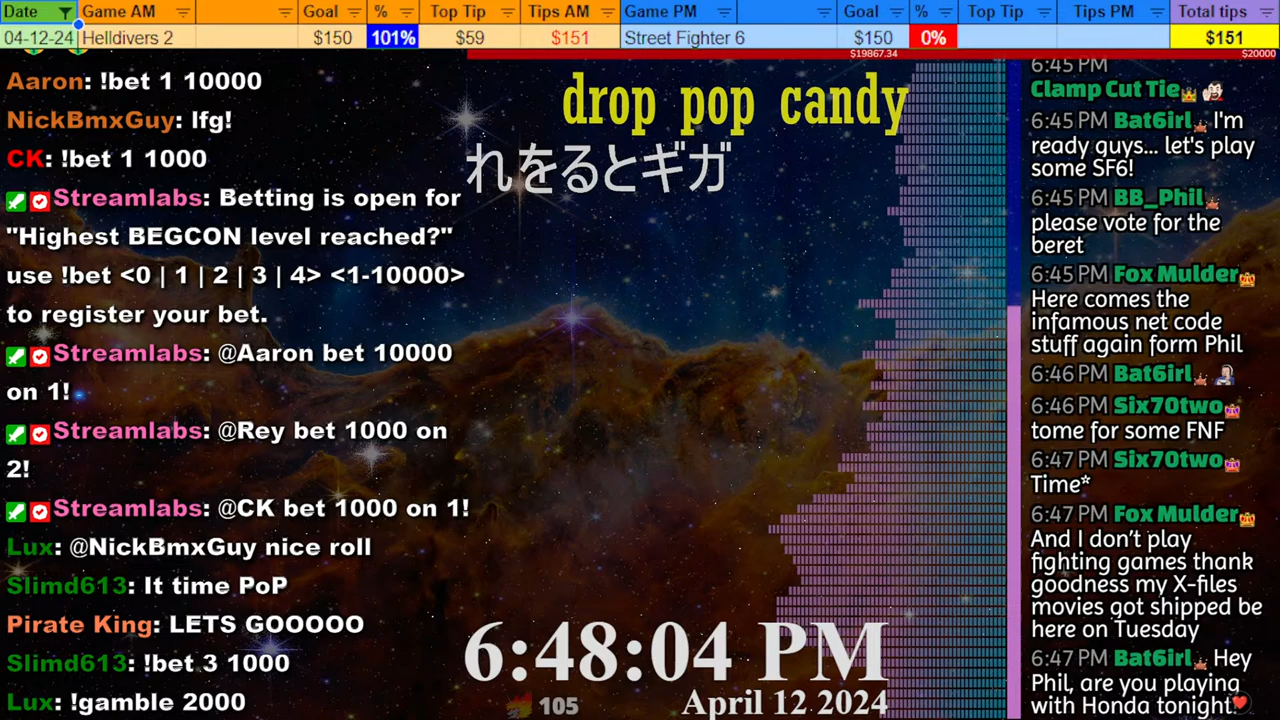 Date Game AM Goal % Top Tip Tips AM Game PM Goal % Top Tip Tips PM Total tips
04-12-24 Helldivers 2 $150 101% $59 $151 Street Fighter 6 $150 0% $151
$19867.34 $20000
Aaron: !bet 1 10000
NickBmxGuy: lfg!
CK: !bet 1 1000
Streamlabs: Betting is open for
"Highest BEGCON level reached?"
use !bet <0 | 1 | 2 | 3 | 4> <1-10000>
to register your bet.
Streamlabs: @Aaron bet 10000
on 1!
Streamlabs: @Rey bet 1000 on
2!
Streamlabs: @CK bet 1000 on 1!
Lux: @NickBmxGuy nice roll
Slimd613: It time PoP
Pirate King: LETS GOOOOO
Slimd613: !bet 3 1000
Lux: !gamble 2000
drop pop candy
れをるとギガ
6:48:04 PM
105 April 12 2024
6:45 PM
Clamp Cut Tie
6:45 PM Bat6irl I'm
ready guys... let's play
some SF6!
6:45 PM BB_Phil
please vote for the
beret
6:45 PM Fox Mulder
Here comes the
infamous net code
stuff again form Phil
6:46 PM Bat6irl
6:46 PM Six70two
tome for some FNF
6:47 PM Six70two
Time*
6:47 PM Fox Mulder
And I don't play
fighting games thank
goodness my X-files
movies got shipped be
here on Tuesday
6:47 PM Bat6irl Hey
Phil, are you playing
with Honda tonight?